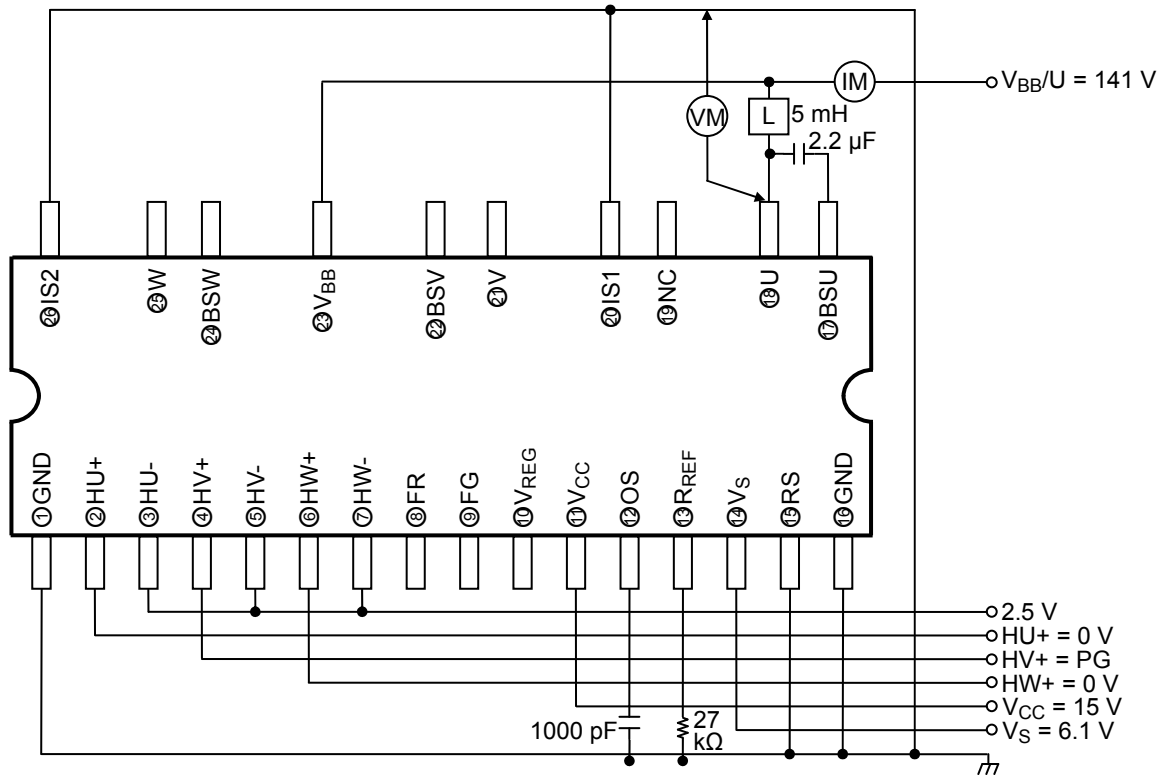 IM
V_BB/U = 141 V
VM
L
5 mH
2.2 µF
㉖IS2
㉕W
㉔BSW
㉓V_BB
㉒BSV
㉑V
⑳IS1
⑲NC
⑱U
⑰BSU
①GND
②HU+
③HU-
④HV+
⑤HV-
⑥HW+
⑦HW-
⑧FR
⑨FG
⑩V_REG
⑪V_CC
⑫OS
⑬R_REF
⑭V_S
⑮RS
⑯GND
2.5 V
HU+ = 0 V
HV+ = PG
HW+ = 0 V
V_CC = 15 V
V_S = 6.1 V
1000 pF
27
kΩ